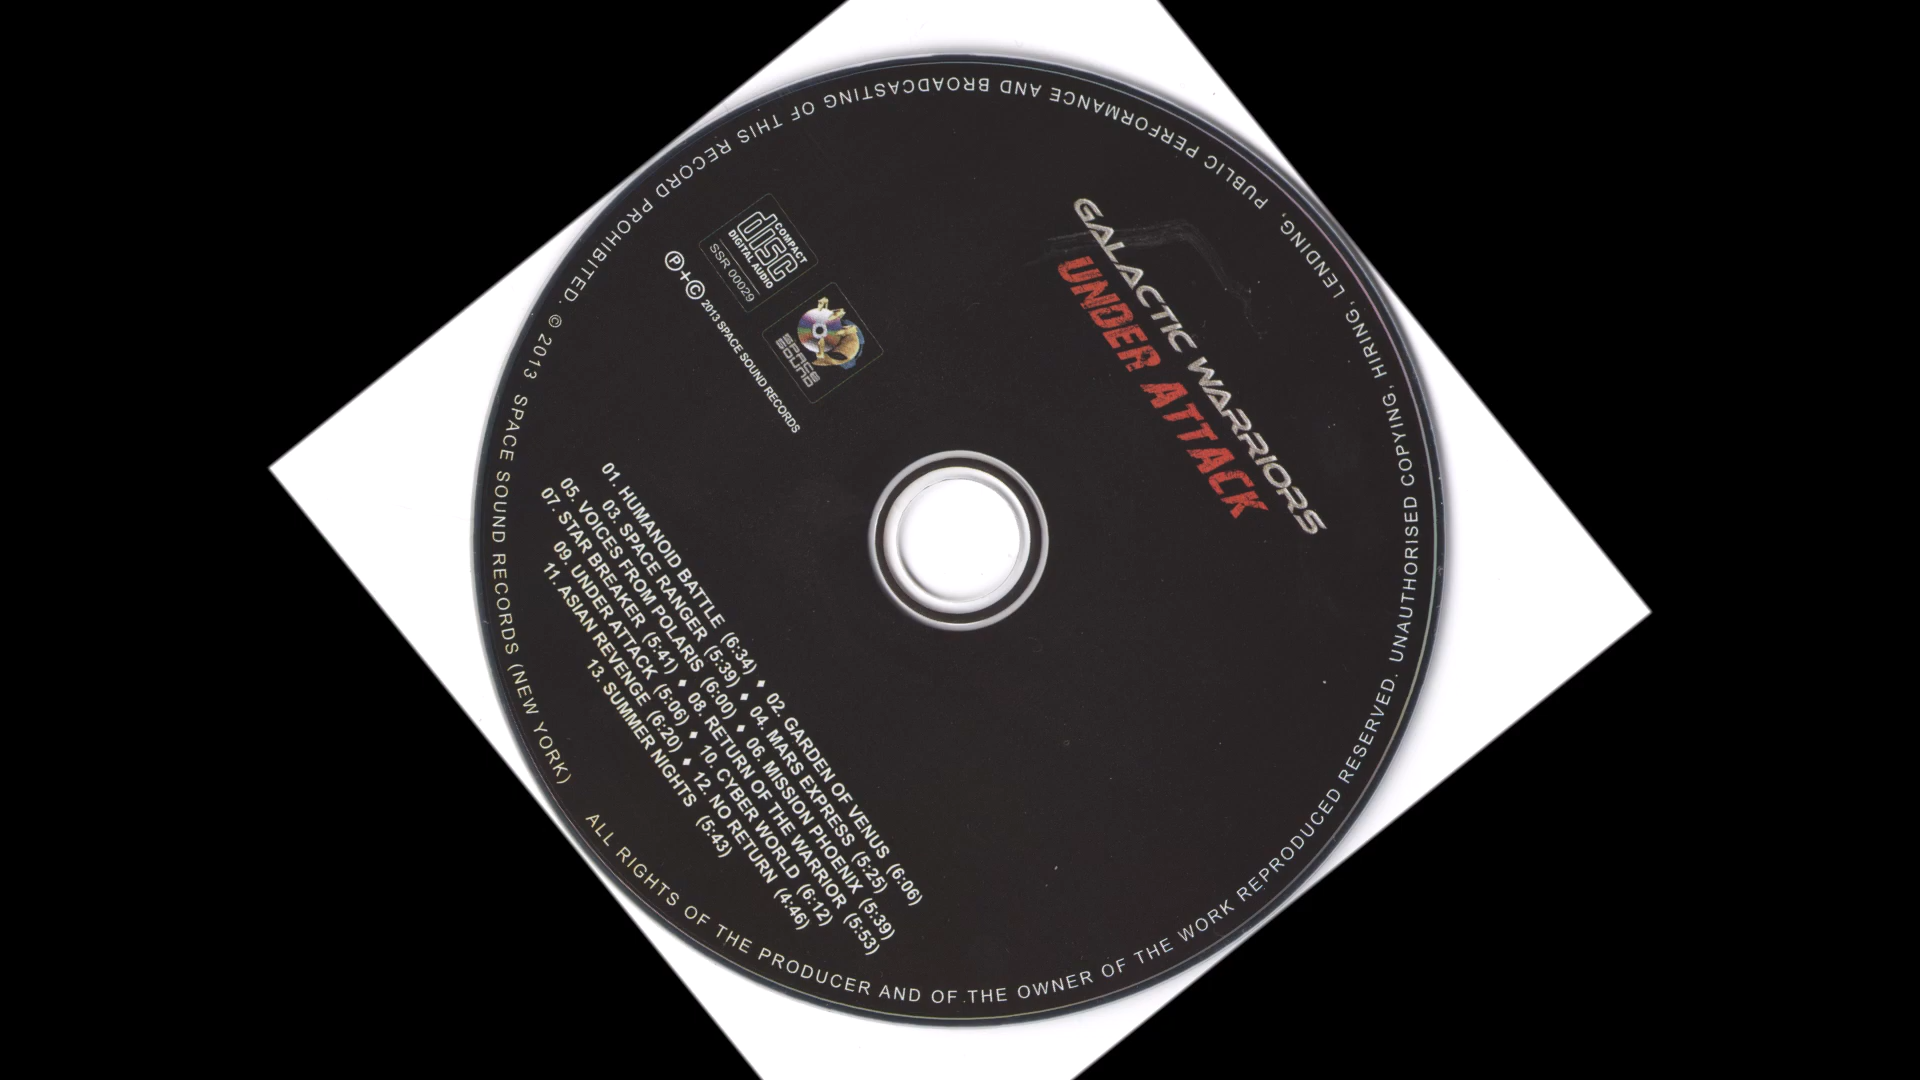 GALACTIC WARRIORS
UNDER ATTACK
COMPACT
disc
DIGITAL AUDIO
SSR 00029
SPACE
SOUND
Ⓟ+© 2013 SPACE SOUND RECORDS
01. HUMANOID BATTLE (6:34) ♦ 02. GARDEN OF VENUS (6:06)
03. SPACE RANGER (5:39) ♦ 04. MARS EXPRESS (5:25)
05. VOICES FROM POLARIS (6:00) ♦ 06. MISSION PHOENIX (5:39)
07. STAR BREAKER (5:41) ♦ 08. RETURN OF THE WARRIOR (5:53)
09. UNDER ATTACK (5:06) ♦ 10. CYBER WORLD (6:12)
11. ASIAN REVENGE (6:20) ♦ 12. NO RETURN (4:46)
13. SUMMER NIGHTS (5:43)
© 2013 SPACE SOUND RECORDS (NEW YORK) ALL RIGHTS OF THE PRODUCER AND OF THE OWNER OF THE WORK REPRODUCED RESERVED. UNAUTHORISED COPYING, HIRING, LENDING, PUBLIC PERFORMANCE AND BROADCASTING OF THIS RECORD PROHIBITED.